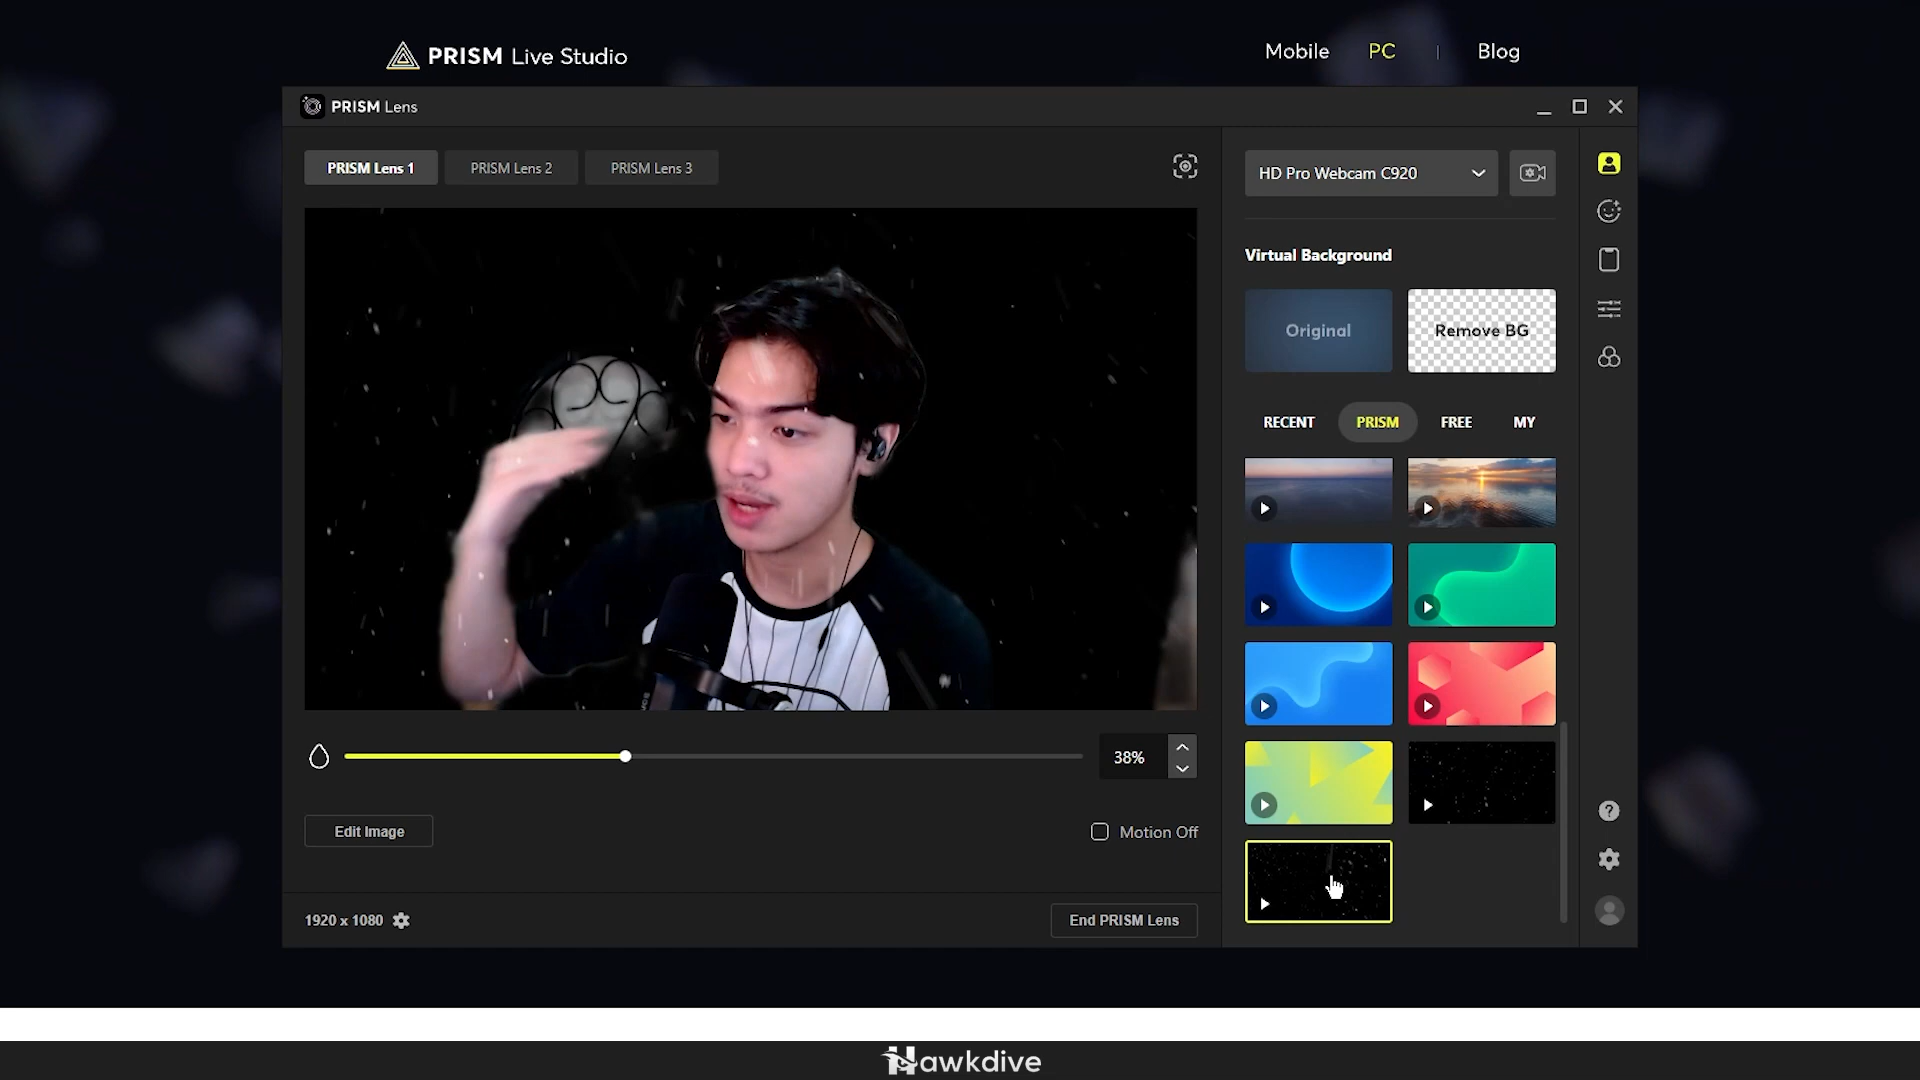 PRISM Live Studio
Mobile
PC
Blog
PRISM Lens
PRISM Lens 1
PRISM Lens 2
PRISM Lens 3
HD Pro Webcam C920
Virtual Background
Original
Remove BG
RECENT
PRISM
FREE
MY
38%
Edit Image
Motion Off
1920 x 1080
End PRISM Lens
Hawkdive